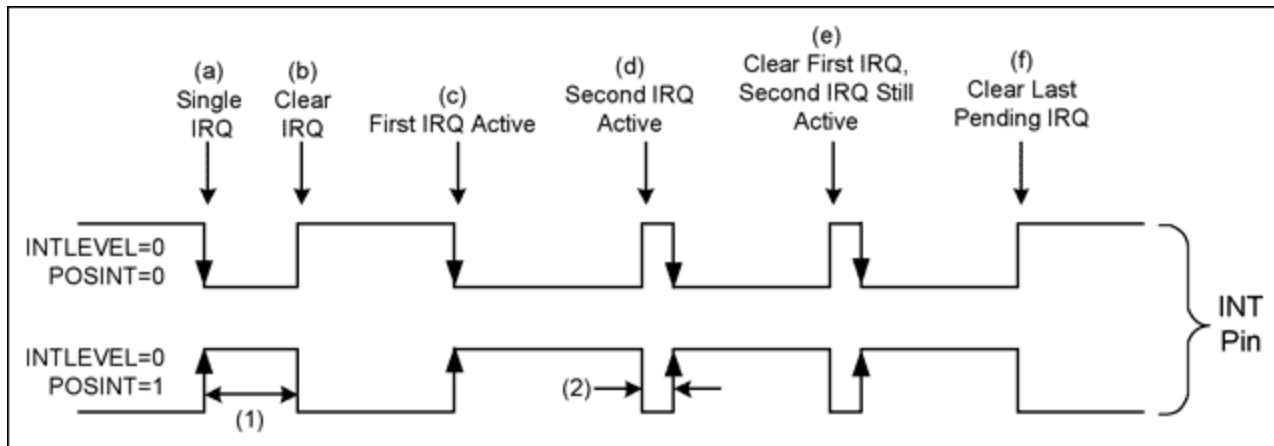 (a)
Single
IRQ
(b)
Clear
IRQ
(c)
First IRQ Active
(d)
Second IRQ
Active
(e)
Clear First IRQ,
Second IRQ Still
Active
(f)
Clear Last
Pending IRQ
INTLEVEL=0
POSINT=0
INTLEVEL=0
POSINT=1
(1)
(2)
INT
Pin